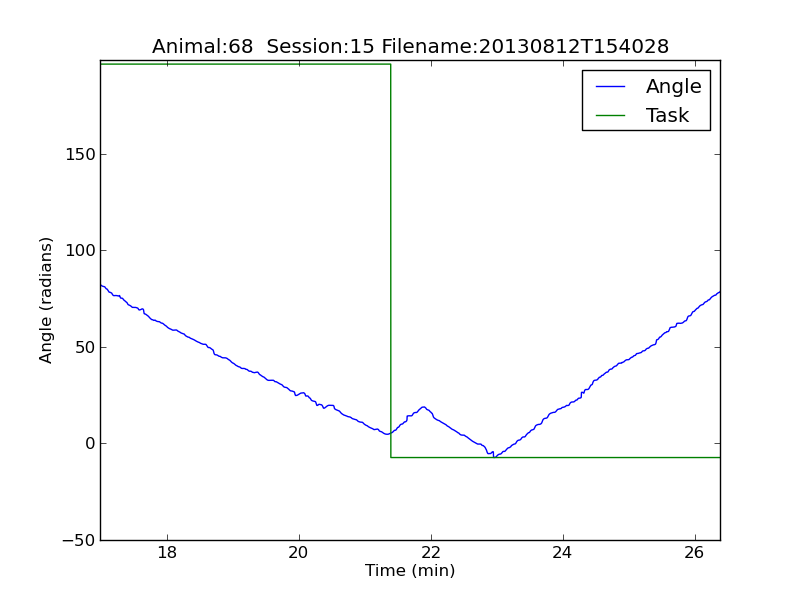 Animal:68  Session:15 Filename:20130812T154028
Angle
Task
150
100
50
0
−50
Angle (radians)
18 20 22 24 26
Time (min)